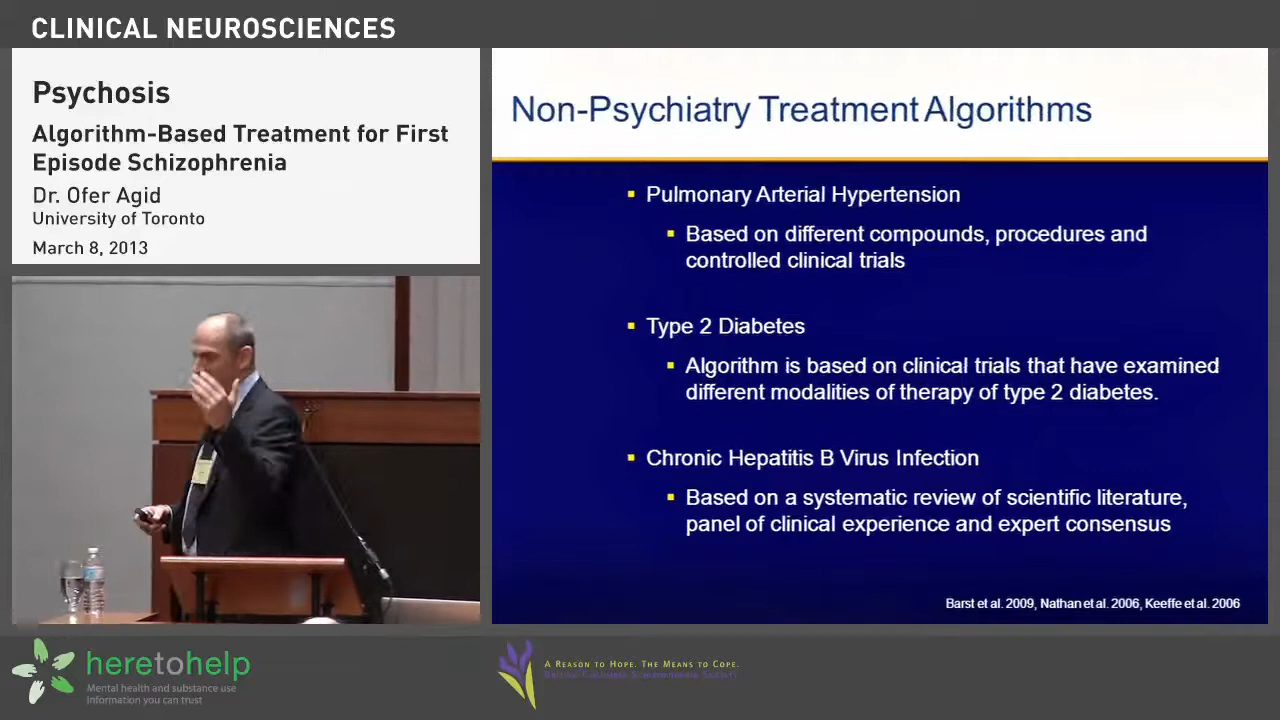 CLINICAL NEUROSCIENCES
Psychosis
Algorithm-Based Treatment for First
Episode Schizophrenia
Dr. Ofer Agid
University of Toronto
March 8, 2013
Non-Psychiatry Treatment Algorithms
Pulmonary Arterial Hypertension
Based on different compounds, procedures and
controlled clinical trials
Type 2 Diabetes
Algorithm is based on clinical trials that have examined
different modalities of therapy of type 2 diabetes.
Chronic Hepatitis B Virus Infection
Based on a systematic review of scientific literature,
panel of clinical experience and expert consensus
Barst et al. 2009, Nathan et al. 2006, Keeffe et al. 2006
heretohelp
Mental health and substance use
information you can trust
A REASON TO HOPE. THE MEANS TO COPE.
BRITISH COLUMBIA SCHIZOPHRENIA SOCIETY